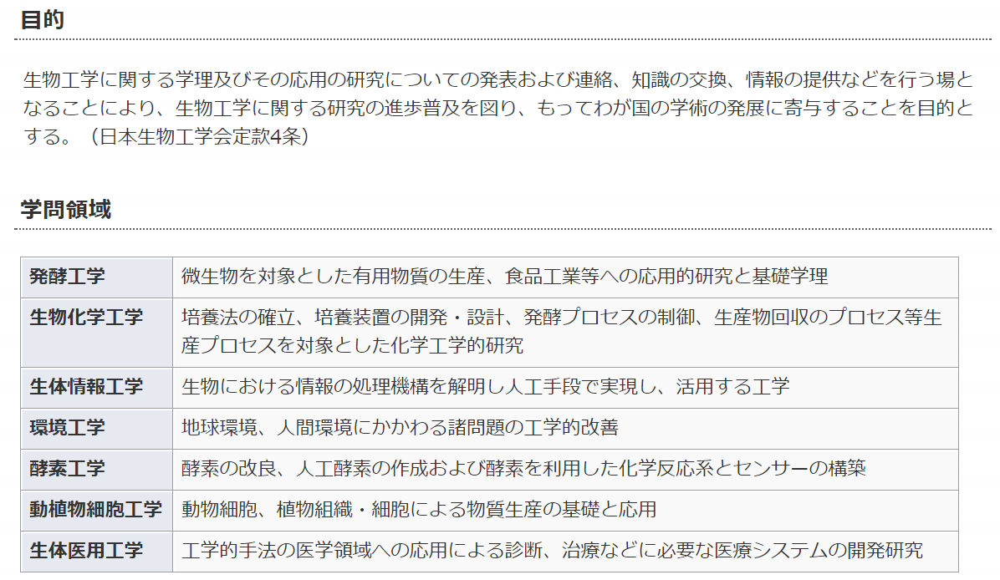 目的
生物工学に関する学理及びその応用の研究についての発表および連絡、知識の交換、情報の提供などを行う場と
なることにより、生物工学に関する研究の進歩普及を図り、もってわが国の学術の発展に寄与することを目的と
する。（日本生物工学会定款4条）
学問領域
発酵工学 微生物を対象とした有用物質の生産、食品工業等への応用的研究と基礎学理
生物化学工学 培養法の確立、培養装置の開発・設計、発酵プロセスの制御、生産物回収のプロセス等生
産プロセスを対象とした化学工学的研究
生体情報工学 生物における情報の処理機構を解明し人工手段で実現し、活用する工学
環境工学 地球環境、人間環境にかかわる諸問題の工学的改善
酵素工学 酵素の改良、人工酵素の作成および酵素を利用した化学反応系とセンサーの構築
動植物細胞工学 動物細胞、植物組織・細胞による物質生産の基礎と応用
生体医用工学 工学的手法の医学領域への応用による診断、治療などに必要な医療システムの開発研究